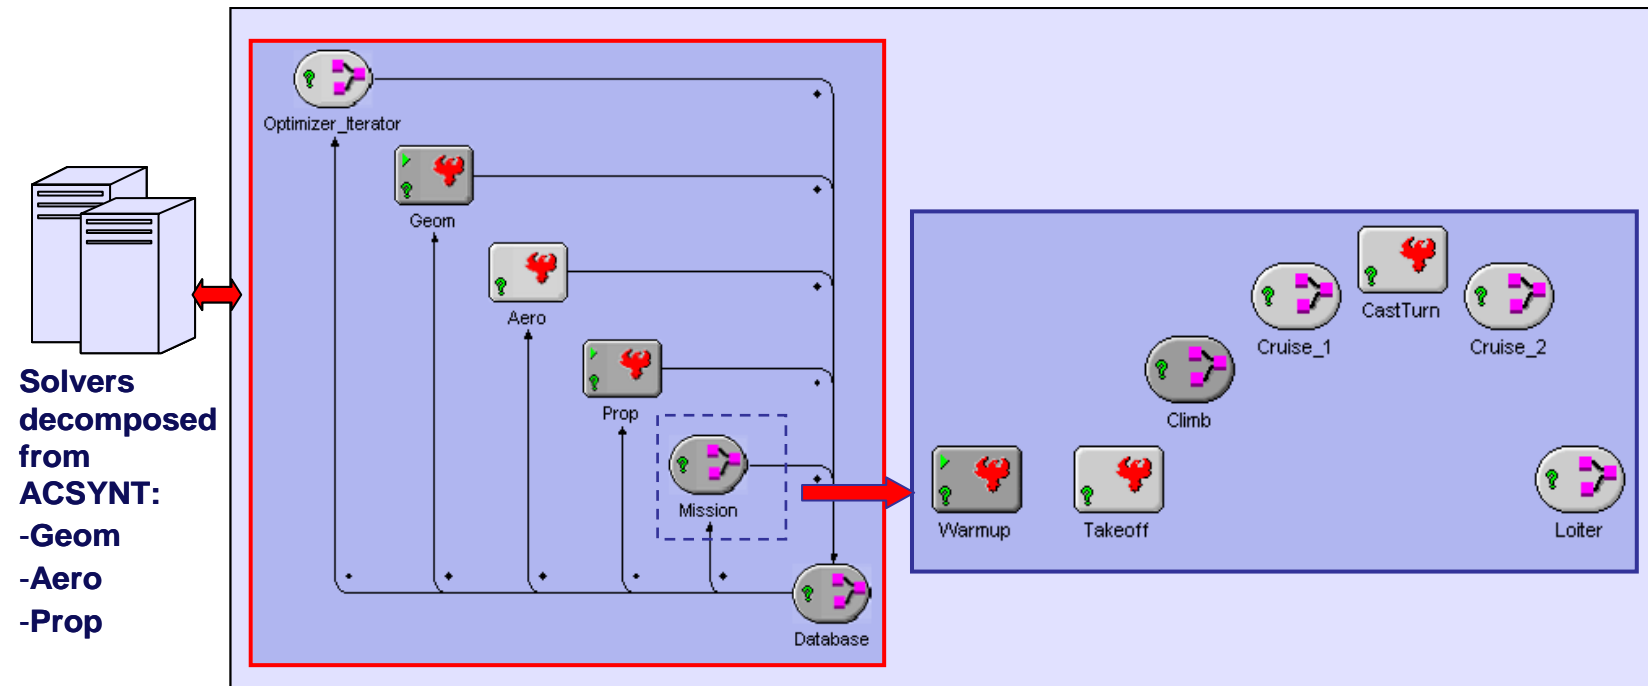 Optimizer_Iterator
Geom
Aero
Prop
Mission
Database
Solvers
decomposed
from
ACSYNT:
-Geom
-Aero
-Prop
CastTurn
Cruise_1
Cruise_2
Climb
Warmup
Takeoff
Loiter